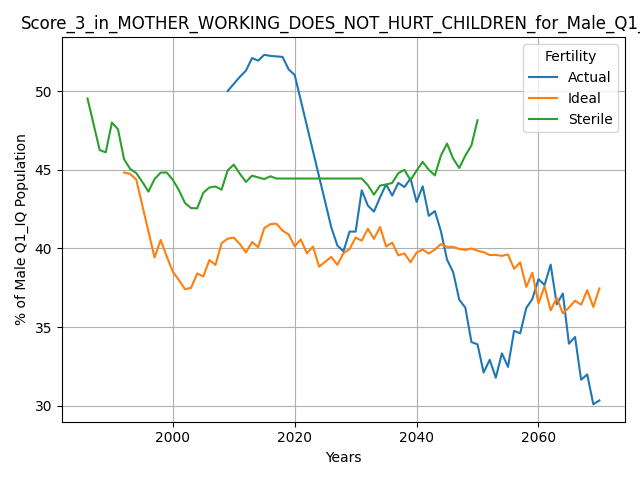 Score_3_in_MOTHER_WORKING_DOES_NOT_HURT_CHILDREN_for_Male_Q1_
Fertility
Actual
Ideal
Sterile
% of Male Q1_IQ Population
50
45
40
35
30
2000 2020 2040 2060
Years